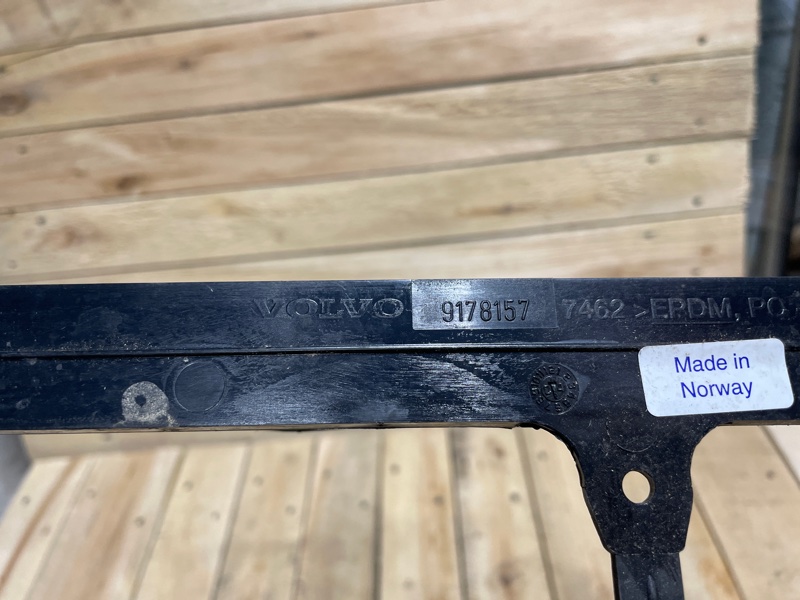 VOLVO 9178157 7462 >EPDM, PO
Made in
Norway